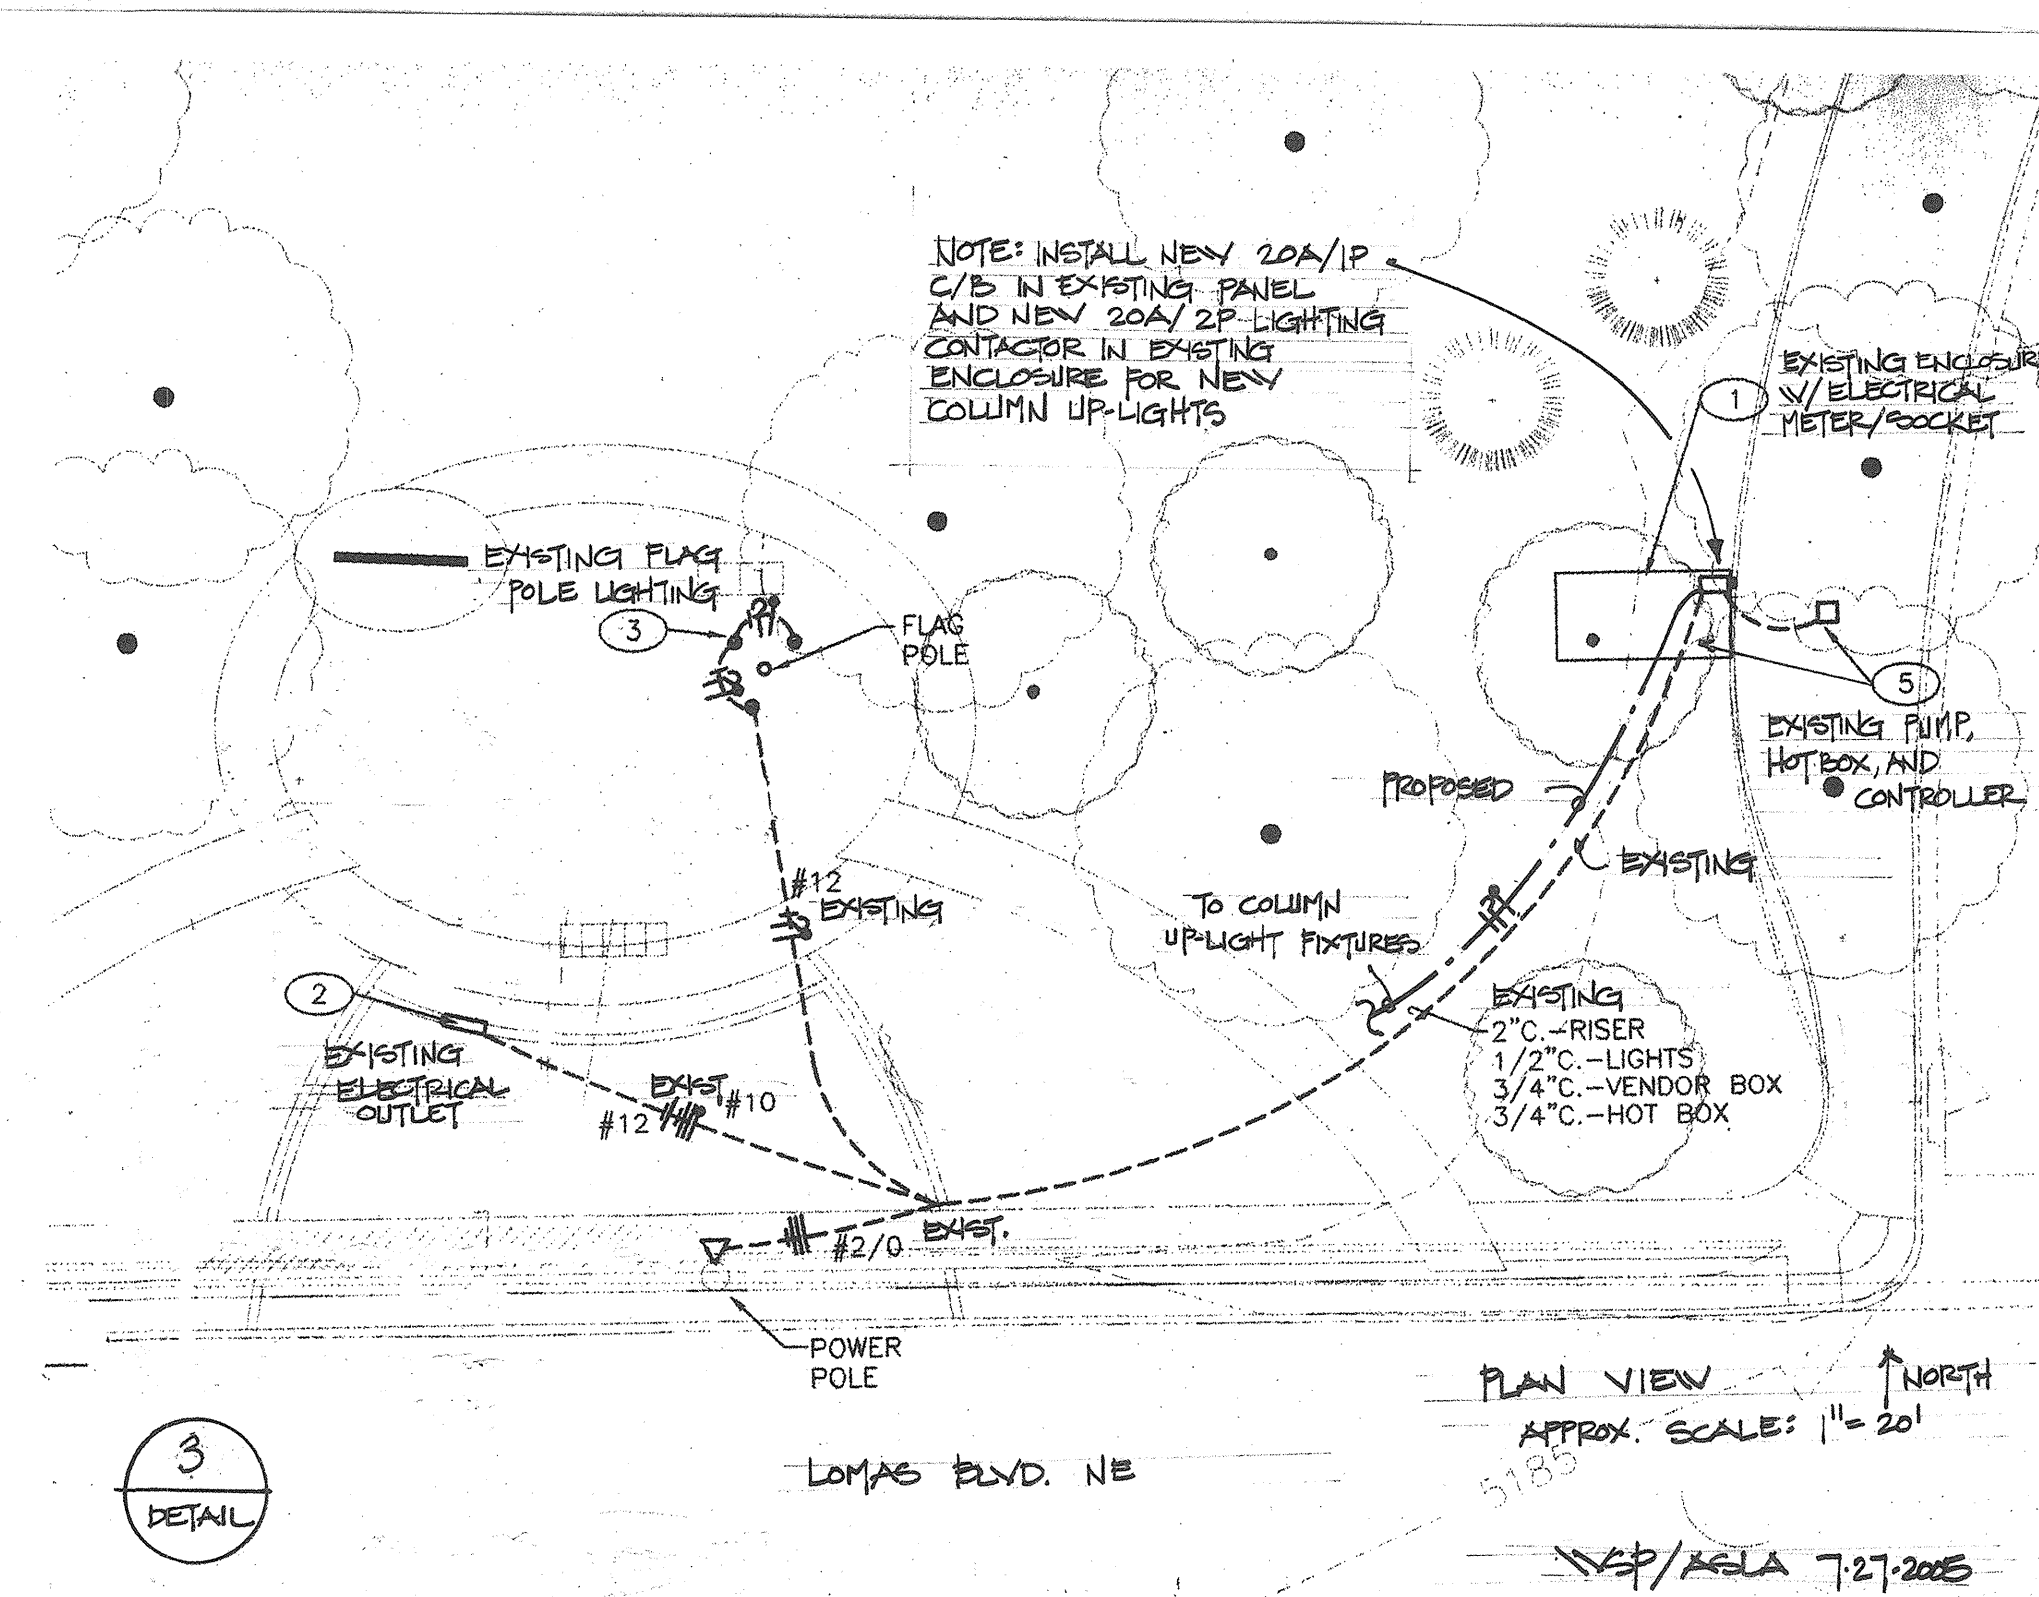 NOTE: INSTALL NEW 20A/1P
C/B IN EXISTING PANEL
AND NEW 20A/2P LIGHTING
CONTACTOR IN EXISTING
ENCLOSURE FOR NEW
COLUMN UP-LIGHTS
1
EXISTING ENCLOSUR
W/ ELECTRICAL
METER/SOCKET
EXISTING FLAG
POLE LIGHTING
3
FLAG
POLE
5
EXISTING PUMP,
HOT BOX, AND
CONTROLLER
PROPOSED
EXISTING
#12
EXISTING
TO COLUMN
UP-LIGHT FIXTURES
2
EXISTING
ELECTRICAL
OUTLET
EXIST.
#12
#10
EXISTING
2"C.-RISER
1/2"C.-LIGHTS
3/4"C.-VENDOR BOX
3/4"C.-HOT BOX
EXIST.
#2/0
POWER
POLE
PLAN VIEW
NORTH
APPROX. SCALE: 1"= 20'
3
DETAIL
LOMAS BLVD. NE
5185
WSP/ASLA 7.27.2005